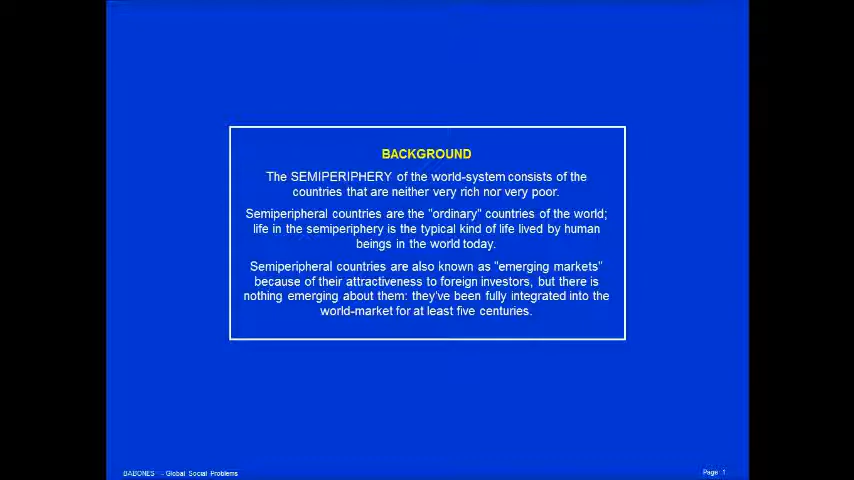 BACKGROUND
The SEMIPERIPHERY of the world-system consists of the
countries that are neither very rich nor very poor.
Semiperipheral countries are the "ordinary" countries of the world;
life in the semiperiphery is the typical kind of life lived by human
beings in the world today.
Semiperipheral countries are also known as "emerging markets"
because of their attractiveness to foreign investors, but there is
nothing emerging about them: they've been fully integrated into the
world-market for at least five centuries.
BABONES – Global Social Problems
Page 1